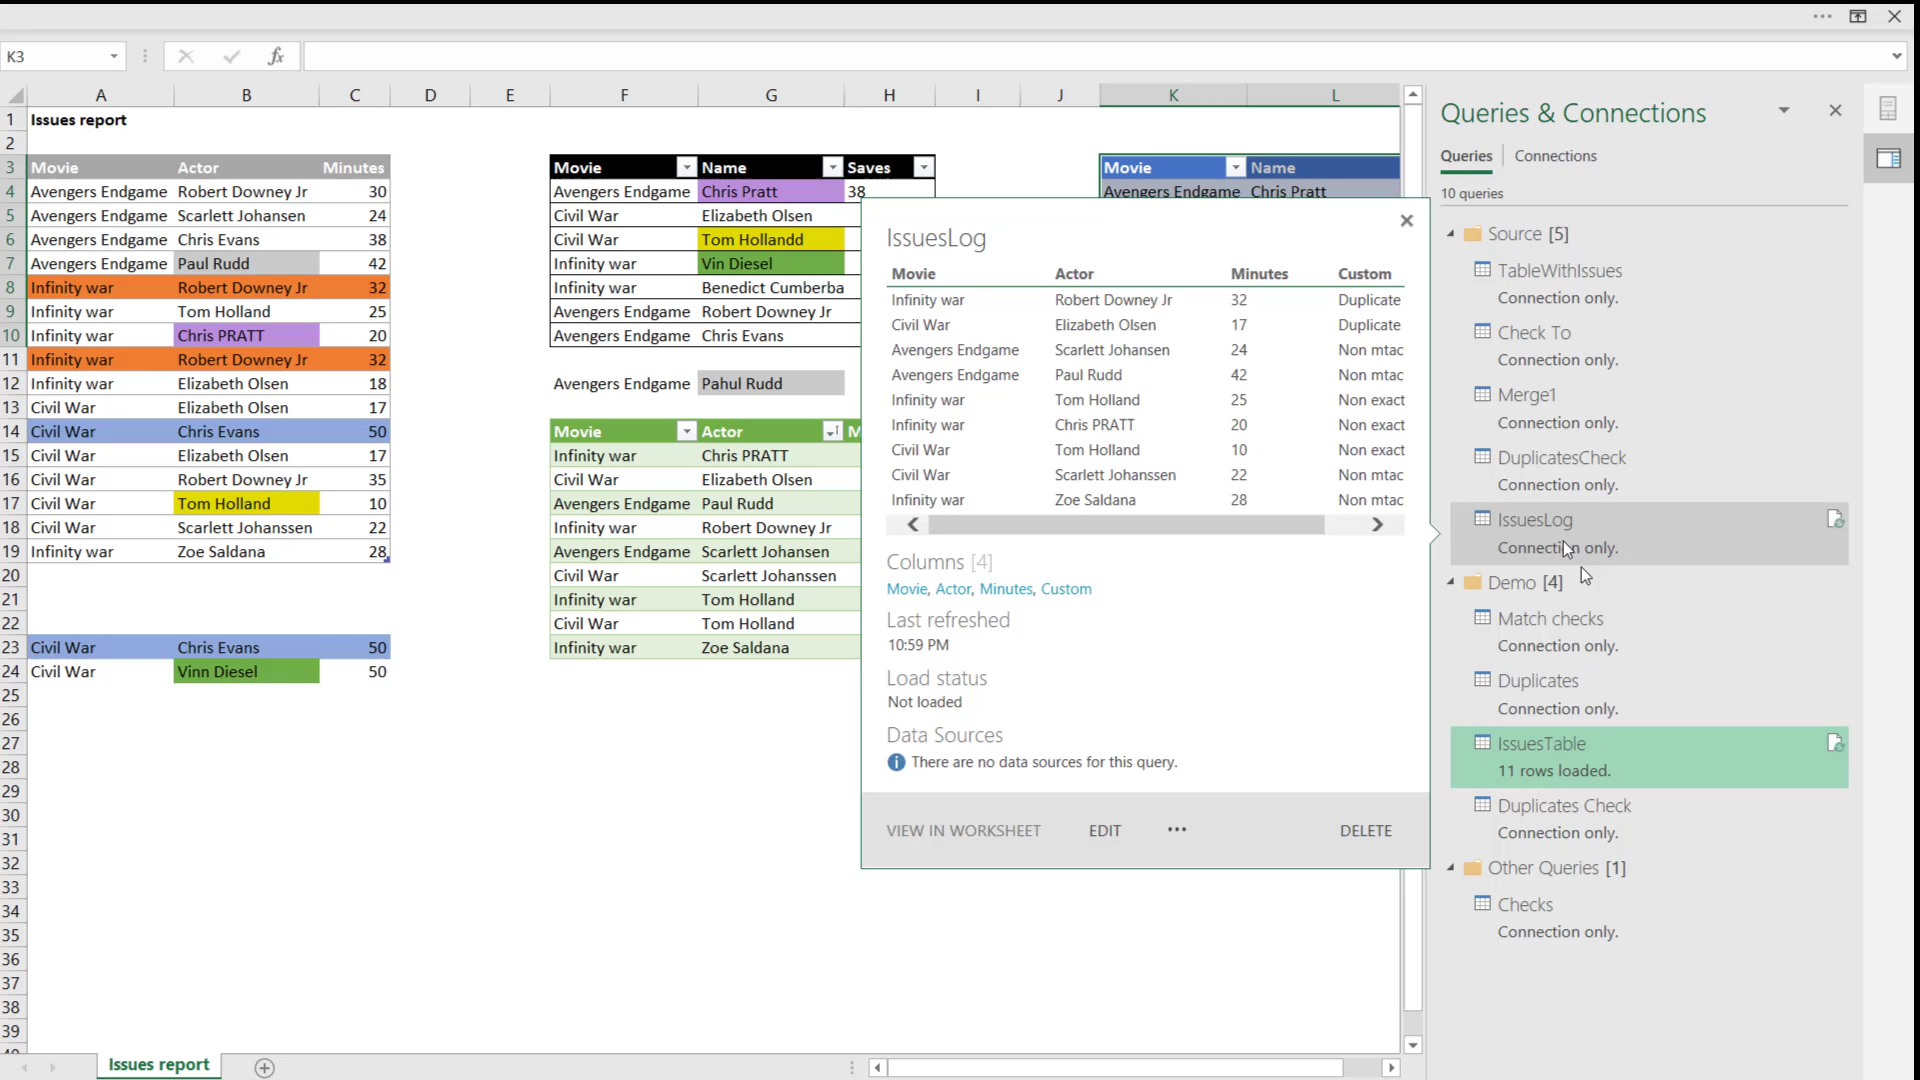 K3
fx
A B C D E F G H I J K L
1 Issues report
2
3 Movie Actor Minutes Movie Name Saves Movie Name
4 Avengers Endgame Robert Downey Jr 30 Avengers Endgame Chris Pratt 38 Avengers Endgame Chris Pratt
5 Avengers Endgame Scarlett Johansen 24 Civil War Elizabeth Olsen
6 Avengers Endgame Chris Evans 38 Civil War Tom Hollandd
7 Avengers Endgame Paul Rudd 42 Infinity war Vin Diesel
8 Infinity war Robert Downey Jr 32 Infinity war Benedict Cumberba
9 Infinity war Tom Holland 25 Avengers Endgame Robert Downey Jr
10 Infinity war Chris PRATT 20 Avengers Endgame Chris Evans
11 Infinity war Robert Downey Jr 32
12 Infinity war Elizabeth Olsen 18 Avengers Endgame Pahul Rudd
13 Civil War Elizabeth Olsen 17
14 Civil War Chris Evans 50 Movie Actor M
15 Civil War Elizabeth Olsen 17 Infinity war Chris PRATT
16 Civil War Robert Downey Jr 35 Civil War Elizabeth Olsen
17 Civil War Tom Holland 10 Avengers Endgame Paul Rudd
18 Civil War Scarlett Johanssen 22 Infinity war Robert Downey Jr
19 Infinity war Zoe Saldana 28 Avengers Endgame Scarlett Johansen
20 Civil War Scarlett Johanssen
21 Infinity war Tom Holland
22 Civil War Tom Holland
23 Civil War Chris Evans 50 Infinity war Zoe Saldana
24 Civil War Vinn Diesel 50
25
26
27
28
29
30
31
32
33
34
35
36
37
38
39
Issues report
IssuesLog
Movie Actor Minutes Custom
Infinity war Robert Downey Jr 32 Duplicate
Civil War Elizabeth Olsen 17 Duplicate
Avengers Endgame Scarlett Johansen 24 Non mtac
Avengers Endgame Paul Rudd 42 Non mtac
Infinity war Tom Holland 25 Non exact
Infinity war Chris PRATT 20 Non exact
Civil War Tom Holland 10 Non exact
Civil War Scarlett Johanssen 22 Non mtac
Infinity war Zoe Saldana 28 Non mtac
Columns [4]
Movie, Actor, Minutes, Custom
Last refreshed
10:59 PM
Load status
Not loaded
Data Sources
There are no data sources for this query.
VIEW IN WORKSHEET EDIT ••• DELETE
Queries & Connections
Queries Connections
10 queries
Source [5]
TableWithIssues
Connection only.
Check To
Connection only.
Merge1
Connection only.
DuplicatesCheck
Connection only.
IssuesLog
Connection only.
Demo [4]
Match checks
Connection only.
Duplicates
Connection only.
IssuesTable
11 rows loaded.
Duplicates Check
Connection only.
Other Queries [1]
Checks
Connection only.